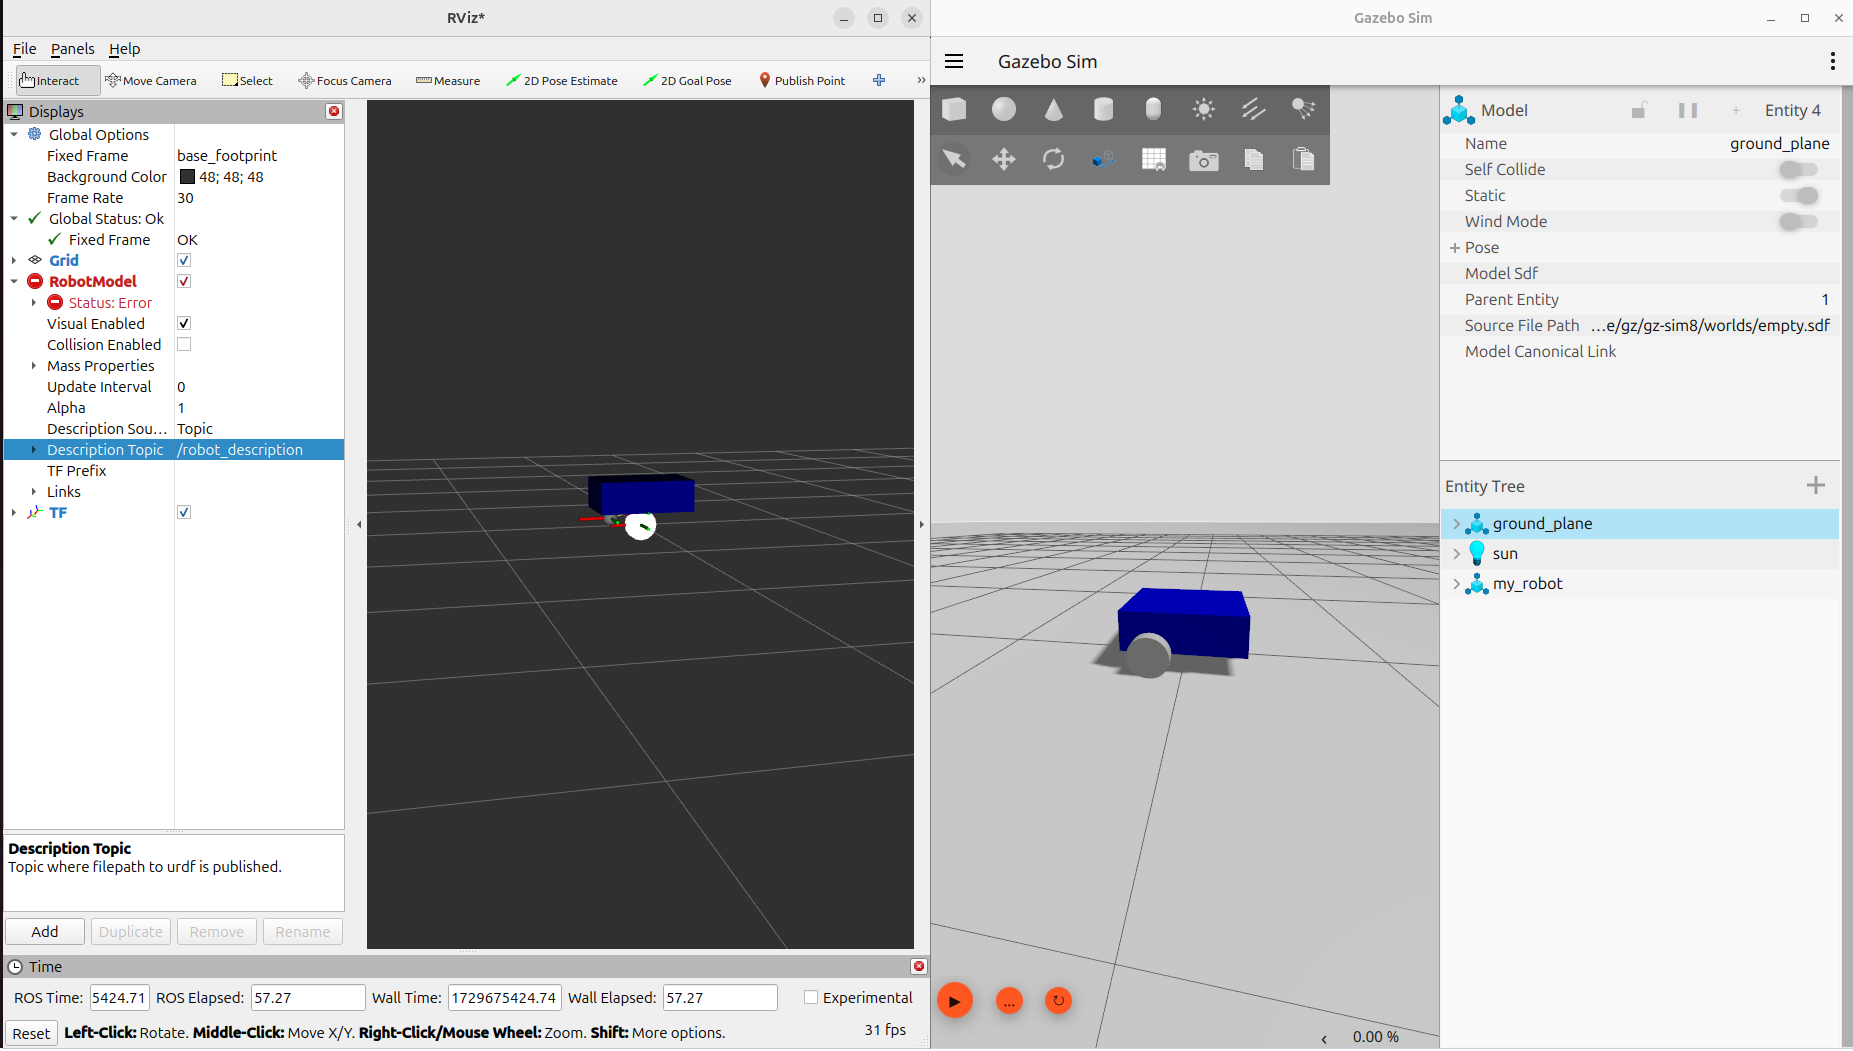 RViz*
File Panels Help
Interact Move Camera Select Focus Camera Measure 2D Pose Estimate 2D Goal Pose Publish Point »
Displays
Global Options
Fixed Frame base_footprint
Background Color 48; 48; 48
Frame Rate 30
Global Status: Ok
Fixed Frame OK
Grid
RobotModel
Status: Error
Visual Enabled
Collision Enabled
Mass Properties
Update Interval 0
Alpha 1
Description Sou... Topic
Description Topic /robot_description
TF Prefix
Links
TF
Description Topic
Topic where filepath to urdf is published.
Add Duplicate Remove Rename
Time
ROS Time: 5424.71 ROS Elapsed: 57.27 Wall Time: 1729675424.74 Wall Elapsed: 57.27 Experimental
Reset Left-Click: Rotate. Middle-Click: Move X/Y. Right-Click/Mouse Wheel: Zoom. Shift: More options. 31 fps
Gazebo Sim
Gazebo Sim
Model Entity 4
Name ground_plane
Self Collide
Static
Wind Mode
Pose
Model Sdf
Parent Entity 1
Source File Path ...e/gz/gz-sim8/worlds/empty.sdf
Model Canonical Link
Entity Tree
ground_plane
sun
my_robot
0.00 %